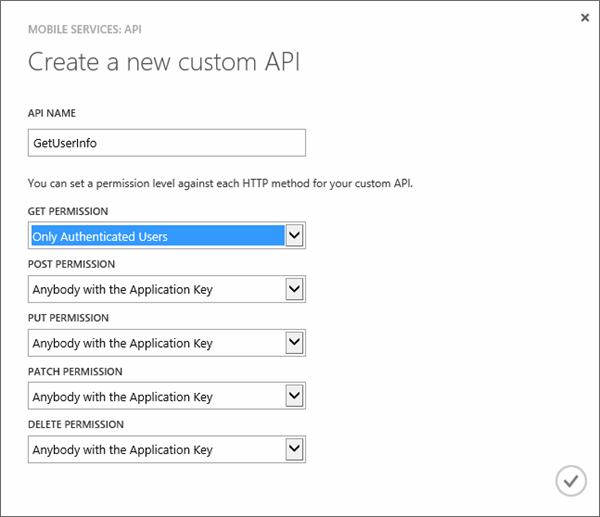 MOBILE SERVICES: API
Create a new custom API
API NAME
GetUserInfo
You can set a permission level against each HTTP method for your custom API.
GET PERMISSION
Only Authenticated Users
POST PERMISSION
Anybody with the Application Key
PUT PERMISSION
Anybody with the Application Key
PATCH PERMISSION
Anybody with the Application Key
DELETE PERMISSION
Anybody with the Application Key